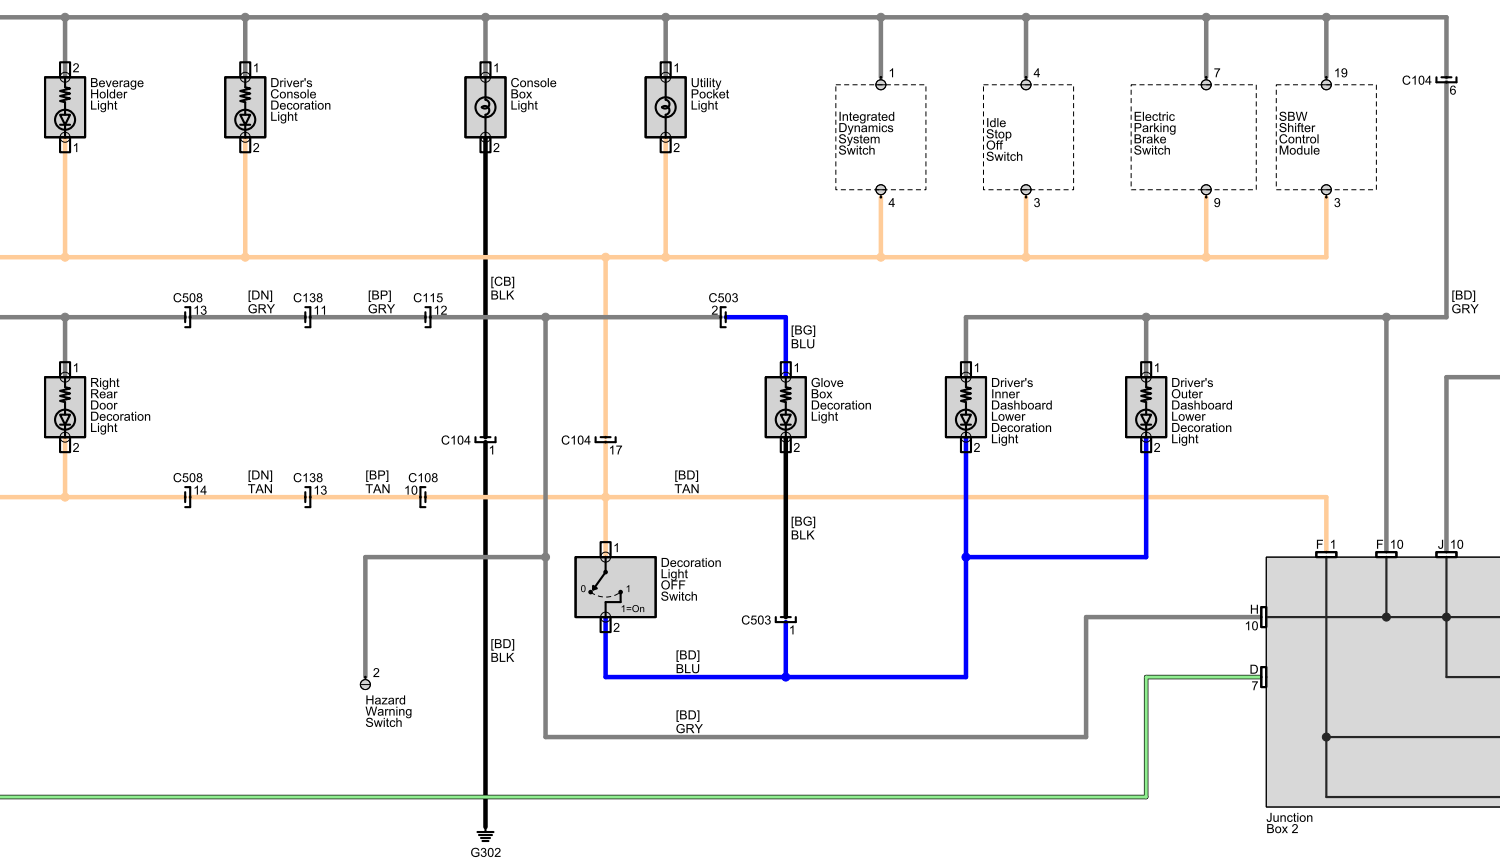 2
Beverage
Holder
Light
1
1
Driver's
Console
Decoration
Light
2
1
Console
Box
Light
2
1
Utility
Pocket
Light
2
1
Integrated
Dynamics
System
Switch
4
4
Idle
Stop
Off
Switch
3
7
Electric
Parking
Brake
Switch
9
19
SBW
Shifter
Control
Module
3
C104
6
[CB]
BLK
C508
13
[DN]
GRY
C138
11
[BP]
GRY
C115
12
C503
2
[BG]
BLU
[BD]
GRY
1
Right
Rear
Door
Decoration
Light
2
1
Glove
Box
Decoration
Light
2
1
Driver's
Inner
Dashboard
Lower
Decoration
Light
2
1
Driver's
Outer
Dashboard
Lower
Decoration
Light
2
C104
1
C104
17
C508
14
[DN]
TAN
C138
13
[BP]
TAN
C108
10
[BD]
TAN
[BG]
BLK
1
Decoration
Light
OFF
Switch
0
1
1=On
2
F 1
F 10
J 10
C503
1
H
10
D
7
[BD]
BLK
[BD]
BLU
2
Hazard
Warning
Switch
[BD]
GRY
Junction
Box 2
G302